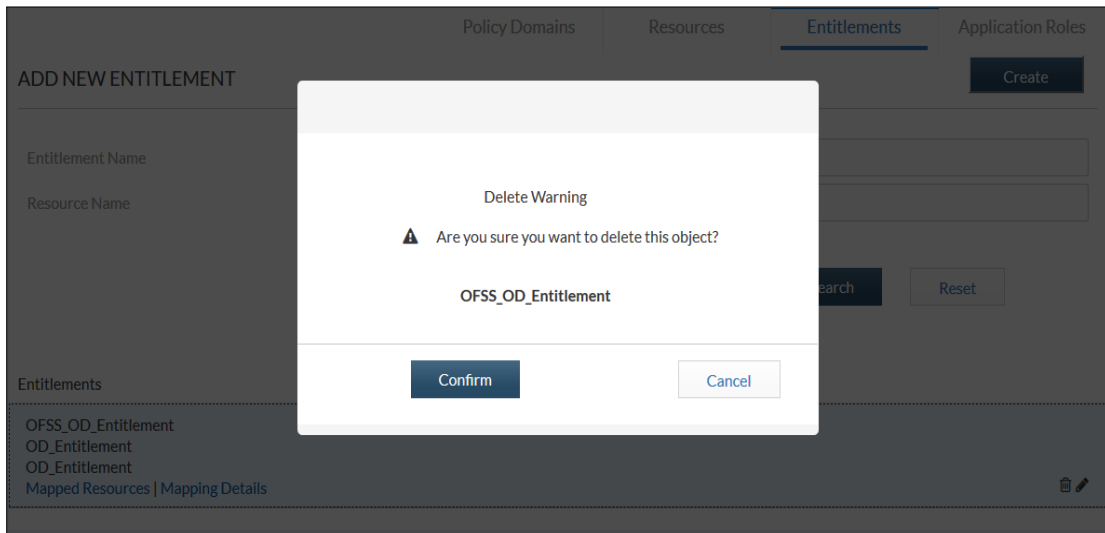 Policy Domains Resources Entitlements Application Roles
ADD NEW ENTITLEMENT Create
Entitlement Name
Resource Name
Delete Warning
Are you sure you want to delete this object?
OFSS_OD_Entitlement
earch Reset
Confirm Cancel
Entitlements
OFSS_OD_Entitlement
OD_Entitlement
OD_Entitlement
Mapped Resources | Mapping Details